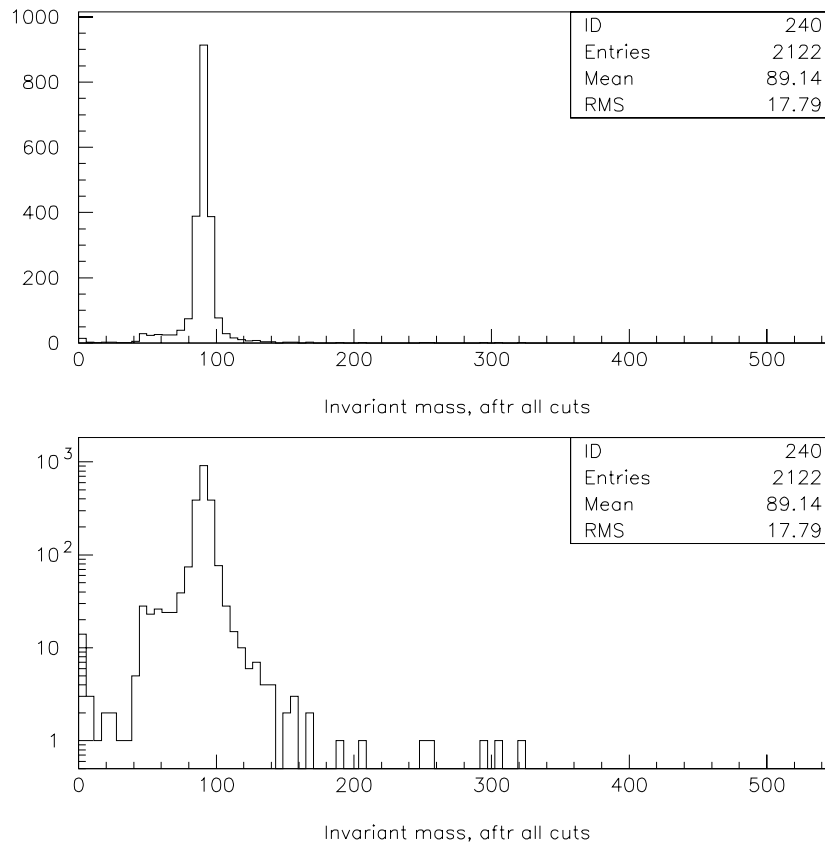 1000
800
600
400
200
0
ID 240
Entries 2122
Mean 89.14
RMS 17.79
0 100 200 300 400 500
Invariant mass, aftr all cuts
10³
10²
10
1
ID 240
Entries 2122
Mean 89.14
RMS 17.79
0 100 200 300 400 500
Invariant mass, aftr all cuts